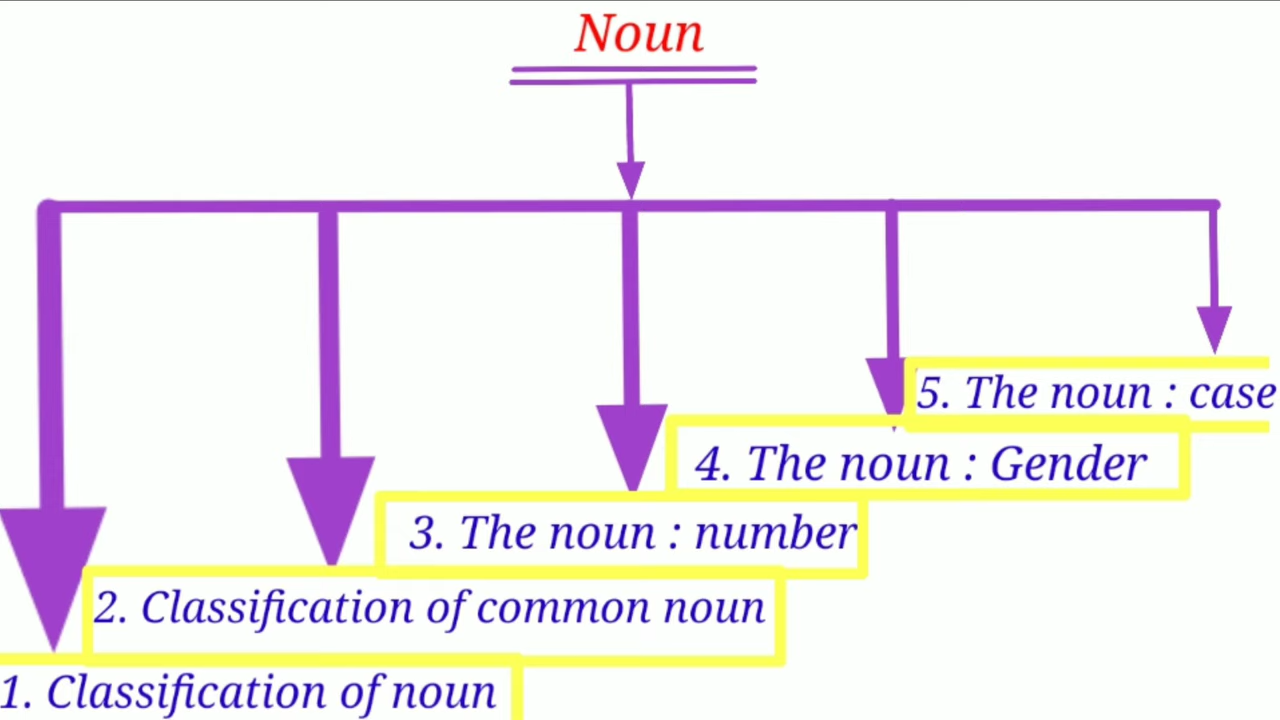 Noun
5. The noun : case
4. The noun : Gender
3. The noun : number
2. Classification of common noun
1. Classification of noun